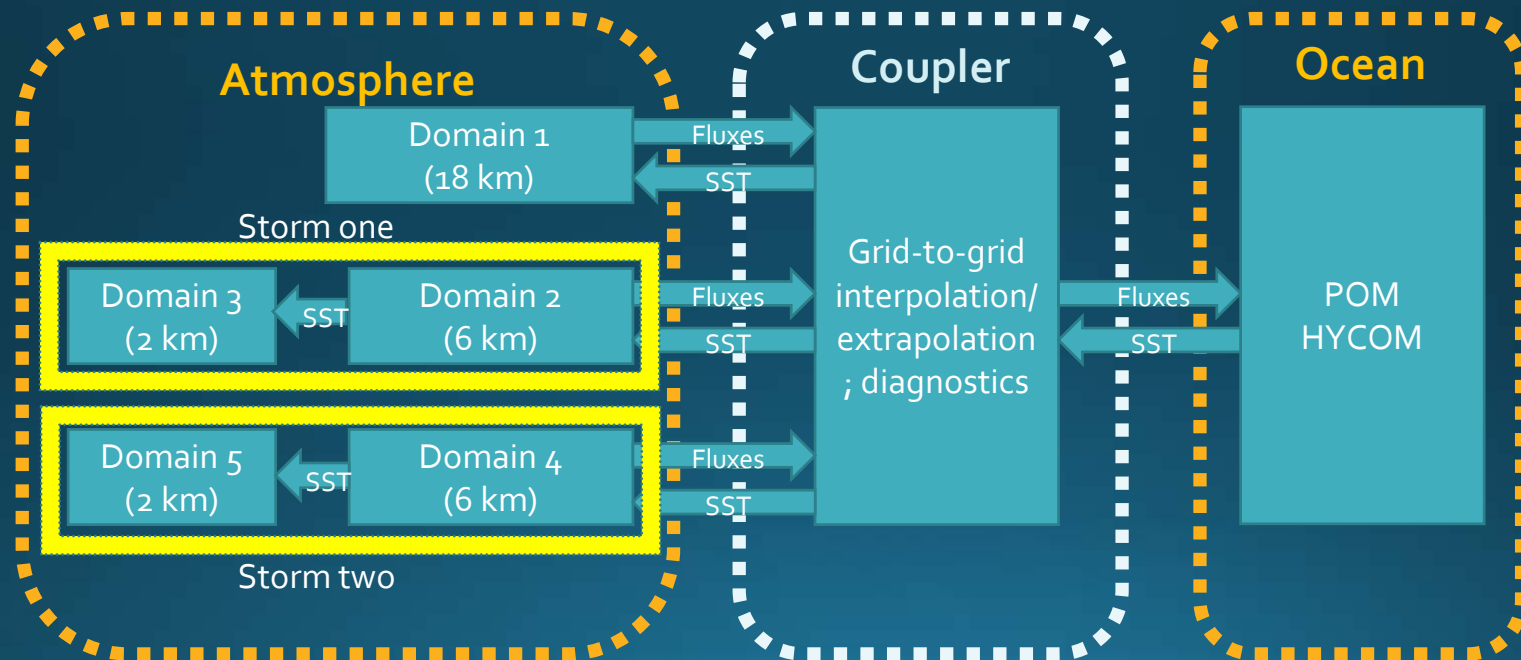 Atmosphere
Domain 1
(18 km)
Storm one
Domain 3
(2 km)
SST
Domain 2
(6 km)
Domain 5
(2 km)
SST
Domain 4
(6 km)
Storm two
Fluxes
SST
Fluxes
SST
Fluxes
SST
Coupler
Grid-to-grid
interpolation/
extrapolation
; diagnostics
Fluxes
SST
Ocean
POM
HYCOM